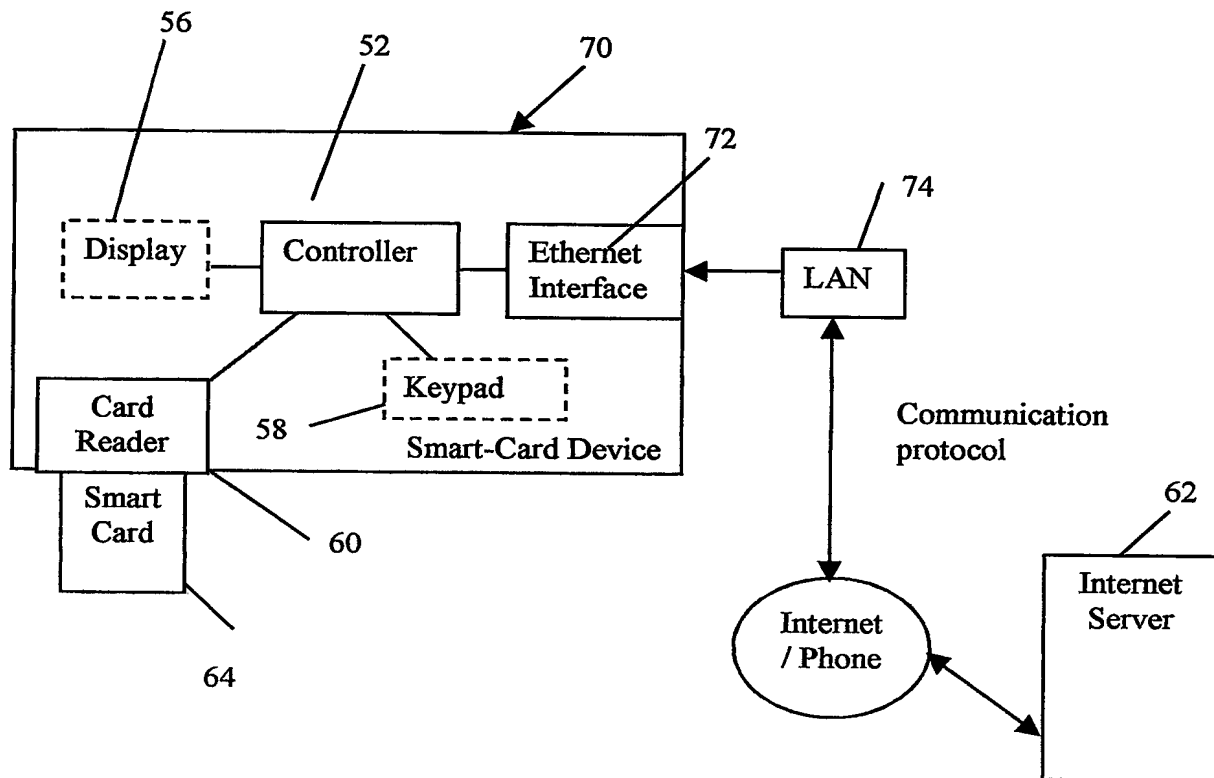 56
52
70
72
74
Display
Controller
Ethernet
Interface
LAN
Keypad
58
Card
Reader
Smart-Card Device
Communication
protocol
Smart
Card
60
62
64
Internet
/ Phone
Internet
Server